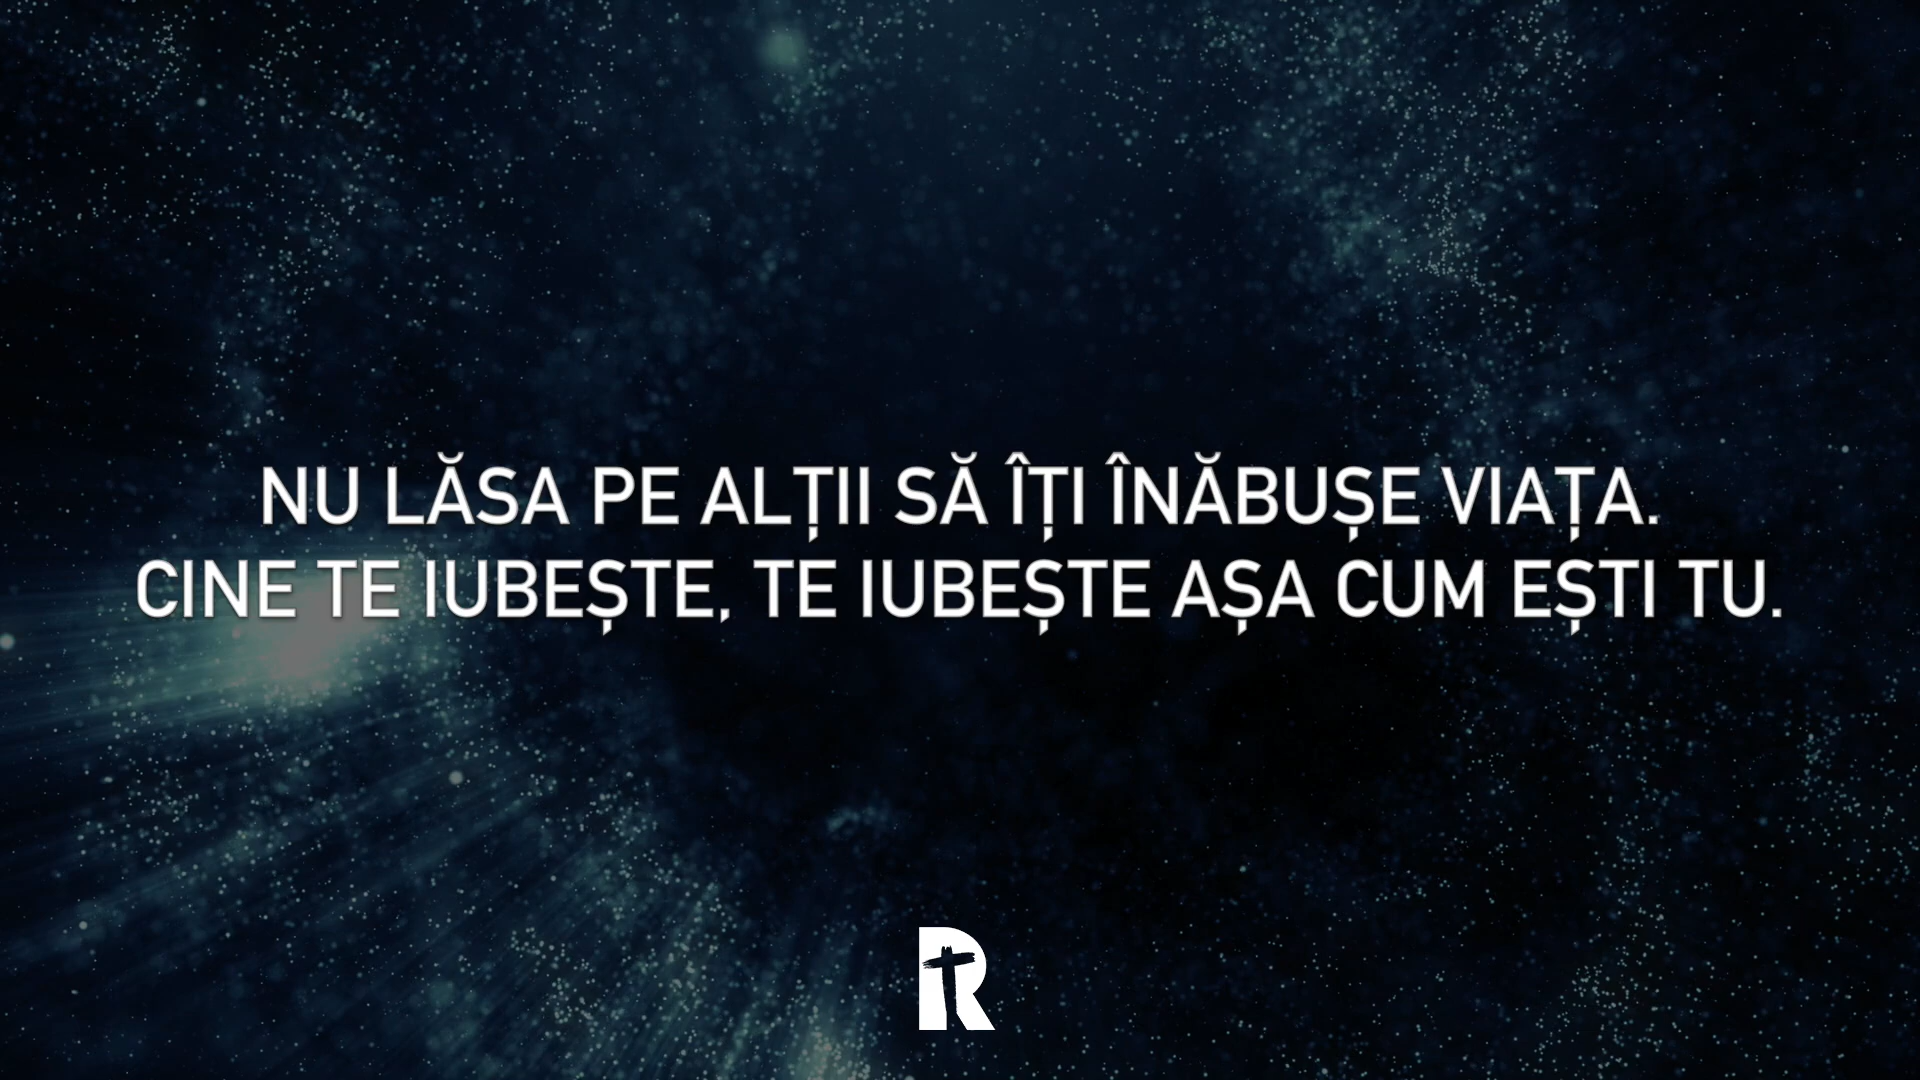 NU LĂSA PE ALȚII SĂ ÎȚI ÎNĂBUȘE VIAȚA.
CINE TE IUBEȘTE, TE IUBEȘTE AȘA CUM EȘTI TU.
R